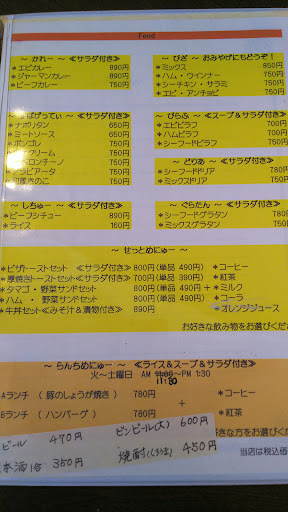 Food
～ かれー ～ ≪サラダ付き≫
＊エビカレー 890円
＊ジャーマンカレー 890円
＊ビーフカレー 750円
～ ぴざ ～ おみやげにもどうぞ！
＊ミックス 850円
＊ハム・ウインナー 750円
＊シーチキン・サラミ 750円
＊エビ・アンチョビ 750円
ぱげってぃ ～ ≪サラダ付き≫
＊ナポリタン 650円
＊ミートソース 650円
＊ボンゴレ 750円
クリーム 750円
ロンチーノ 750円
ラビアータ 750円
きのこ 750円
～ ぴらふ ～ ≪スープ＆サラダ付き≫
＊エビピラフ 700円
＊ハムピラフ 700円
＊シーフードピラフ 750円
～ どりあ ～ ≪サラダ付き≫
＊シーフードドリア 780円
＊ミックスドリア 750円
～ しちゅー ～ ≪サラダ付き≫
＊ビーフシチュー 890円
＊ライス 160円
～ ぐらたん ～ ≪サラダ付き≫
＊シーフードグラタン 780円
＊ミックスグラタン 750円
～ せっとめにゅー ～
＊ピザトーストセット ≪サラダ付き≫ 800円（単品 490円）
＊厚焼きトーストセット ≪サラダ付き≫ 700円（単品 390円）
＊タマゴ・野菜サンドセット 800円（単品 490円）
＊ハム・野菜サンドセット 800円（単品 490円）
＊牛丼セット≪みそ汁＆漬物付き≫ 900円
＋
＊コーヒー
＊紅茶
＊ミルク
＊コーラ
＊オレンジジュース
お好きな飲み物をお選びくだ
～ らんちめにゅー ～ ≪ライス＆スープ＆サラダ付き≫
火～土曜日 AM 11:00～PM 1:30
11:30
Aランチ （ 豚のしょうが焼き ） 780円
Bランチ （ ハンバーグ ） 780円
＋
＊コーヒー
＊紅茶
好きな方をお選びくだ
ビール 470円
ビンビール(大) 600円
本酒1合 350円
焼酎 450円
当店は税込価